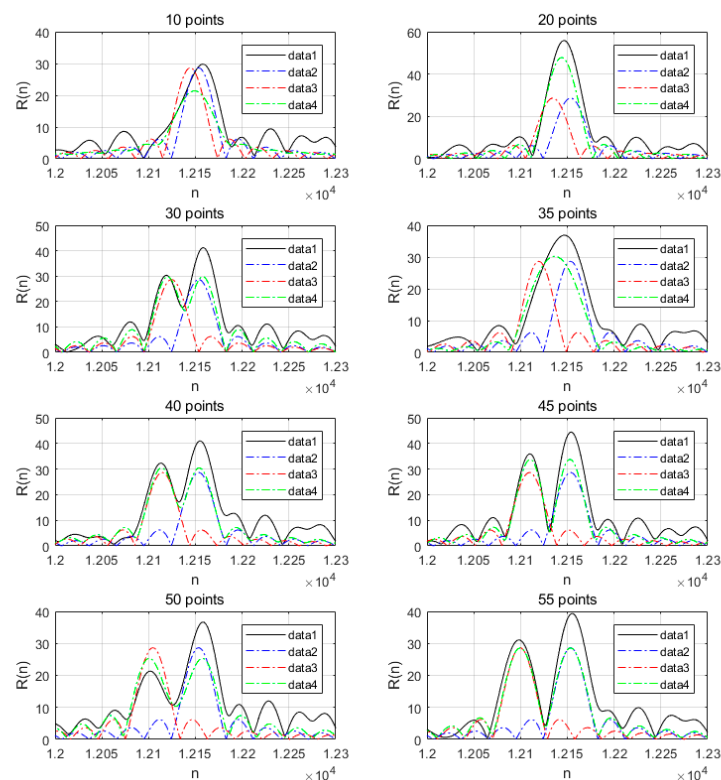 10 points
40
30
20
10
0
R(n)
data1
data2
data3
data4
1.2 1.205 1.21 1.215 1.22 1.225 1.23
n
×10⁴
20 points
60
40
20
0
R(n)
data1
data2
data3
data4
1.2 1.205 1.21 1.215 1.22 1.225 1.23
n
×10⁴
30 points
50
40
30
20
10
0
R(n)
data1
data2
data3
data4
1.2 1.205 1.21 1.215 1.22 1.225 1.23
n
×10⁴
35 points
40
30
20
10
0
R(n)
data1
data2
data3
data4
1.2 1.205 1.21 1.215 1.22 1.225 1.23
n
×10⁴
40 points
50
40
30
20
10
0
R(n)
data1
data2
data3
data4
1.2 1.205 1.21 1.215 1.22 1.225 1.23
n
×10⁴
45 points
50
40
30
20
10
0
R(n)
data1
data2
data3
data4
1.2 1.205 1.21 1.215 1.22 1.225 1.23
n
×10⁴
50 points
40
30
20
10
0
R(n)
data1
data2
data3
data4
1.2 1.205 1.21 1.215 1.22 1.225 1.23
n
×10⁴
55 points
40
30
20
10
0
R(n)
data1
data2
data3
data4
1.2 1.205 1.21 1.215 1.22 1.225 1.23
n
×10⁴